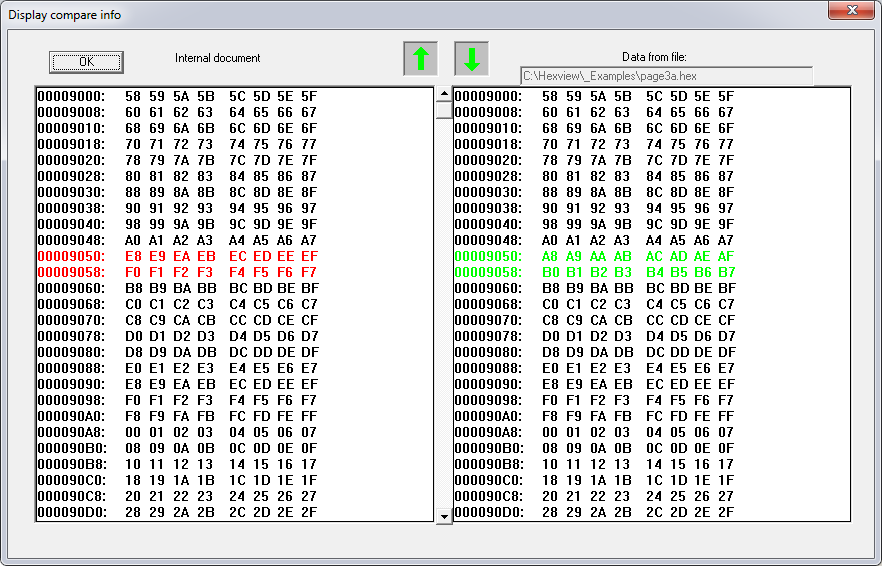 Display compare info
OK
Internal document
Data from file:
C:\Hexview\_Examples\page3a.hex
00009000: 58 59 5A 5B 5C 5D 5E 5F
00009008: 60 61 62 63 64 65 66 67
00009010: 68 69 6A 6B 6C 6D 6E 6F
00009018: 70 71 72 73 74 75 76 77
00009020: 78 79 7A 7B 7C 7D 7E 7F
00009028: 80 81 82 83 84 85 86 87
00009030: 88 89 8A 8B 8C 8D 8E 8F
00009038: 90 91 92 93 94 95 96 97
00009040: 98 99 9A 9B 9C 9D 9E 9F
00009048: A0 A1 A2 A3 A4 A5 A6 A7
00009050: E8 E9 EA EB EC ED EE EF
00009058: F0 F1 F2 F3 F4 F5 F6 F7
00009060: B8 B9 BA BB BC BD BE BF
00009068: C0 C1 C2 C3 C4 C5 C6 C7
00009070: C8 C9 CA CB CC CD CE CF
00009078: D0 D1 D2 D3 D4 D5 D6 D7
00009080: D8 D9 DA DB DC DD DE DF
00009088: E0 E1 E2 E3 E4 E5 E6 E7
00009090: E8 E9 EA EB EC ED EE EF
00009098: F0 F1 F2 F3 F4 F5 F6 F7
000090A0: F8 F9 FA FB FC FD FE FF
000090A8: 00 01 02 03 04 05 06 07
000090B0: 08 09 0A 0B 0C 0D 0E 0F
000090B8: 10 11 12 13 14 15 16 17
000090C0: 18 19 1A 1B 1C 1D 1E 1F
000090C8: 20 21 22 23 24 25 26 27
000090D0: 28 29 2A 2B 2C 2D 2E 2F
00009000: 58 59 5A 5B 5C 5D 5E 5F
00009008: 60 61 62 63 64 65 66 67
00009010: 68 69 6A 6B 6C 6D 6E 6F
00009018: 70 71 72 73 74 75 76 77
00009020: 78 79 7A 7B 7C 7D 7E 7F
00009028: 80 81 82 83 84 85 86 87
00009030: 88 89 8A 8B 8C 8D 8E 8F
00009038: 90 91 92 93 94 95 96 97
00009040: 98 99 9A 9B 9C 9D 9E 9F
00009048: A0 A1 A2 A3 A4 A5 A6 A7
00009050: A8 A9 AA AB AC AD AE AF
00009058: B0 B1 B2 B3 B4 B5 B6 B7
00009060: B8 B9 BA BB BC BD BE BF
00009068: C0 C1 C2 C3 C4 C5 C6 C7
00009070: C8 C9 CA CB CC CD CE CF
00009078: D0 D1 D2 D3 D4 D5 D6 D7
00009080: D8 D9 DA DB DC DD DE DF
00009088: E0 E1 E2 E3 E4 E5 E6 E7
00009090: E8 E9 EA EB EC ED EE EF
00009098: F0 F1 F2 F3 F4 F5 F6 F7
000090A0: F8 F9 FA FB FC FD FE FF
000090A8: 00 01 02 03 04 05 06 07
000090B0: 08 09 0A 0B 0C 0D 0E 0F
000090B8: 10 11 12 13 14 15 16 17
000090C0: 18 19 1A 1B 1C 1D 1E 1F
000090C8: 20 21 22 23 24 25 26 27
000090D0: 28 29 2A 2B 2C 2D 2E 2F